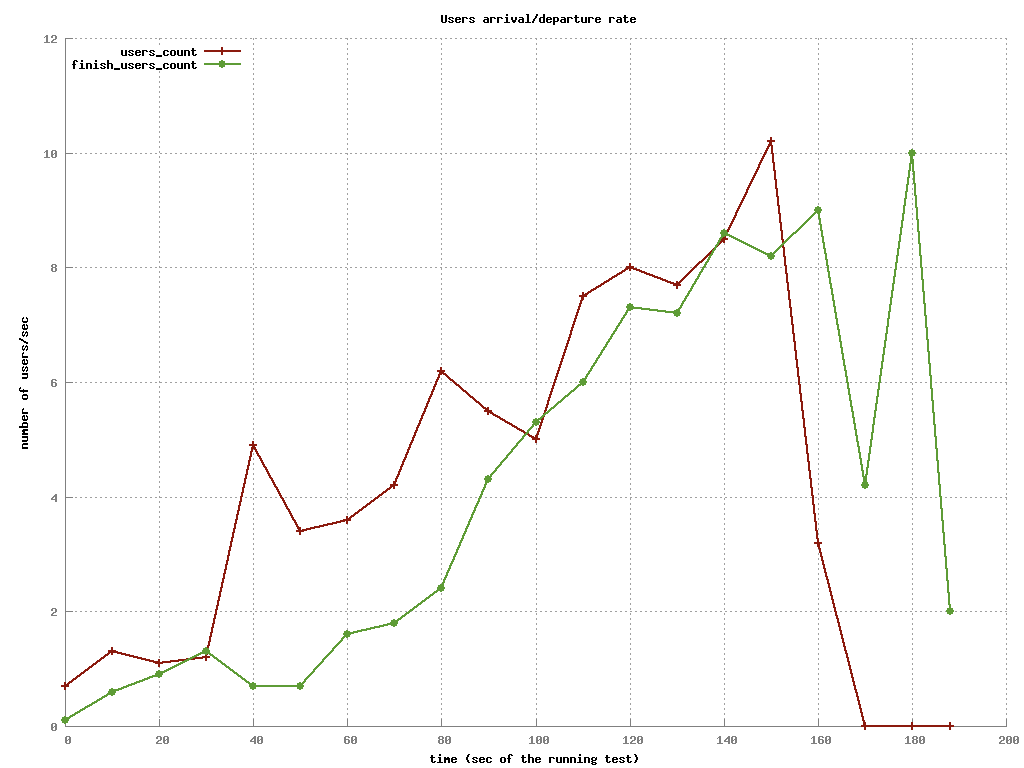 Users arrival/departure rate
users_count
finish_users_count
12
10
8
6
4
2
0
number of users/sec
0 20 40 60 80 100 120 140 160 180 200
time (sec of the running test)